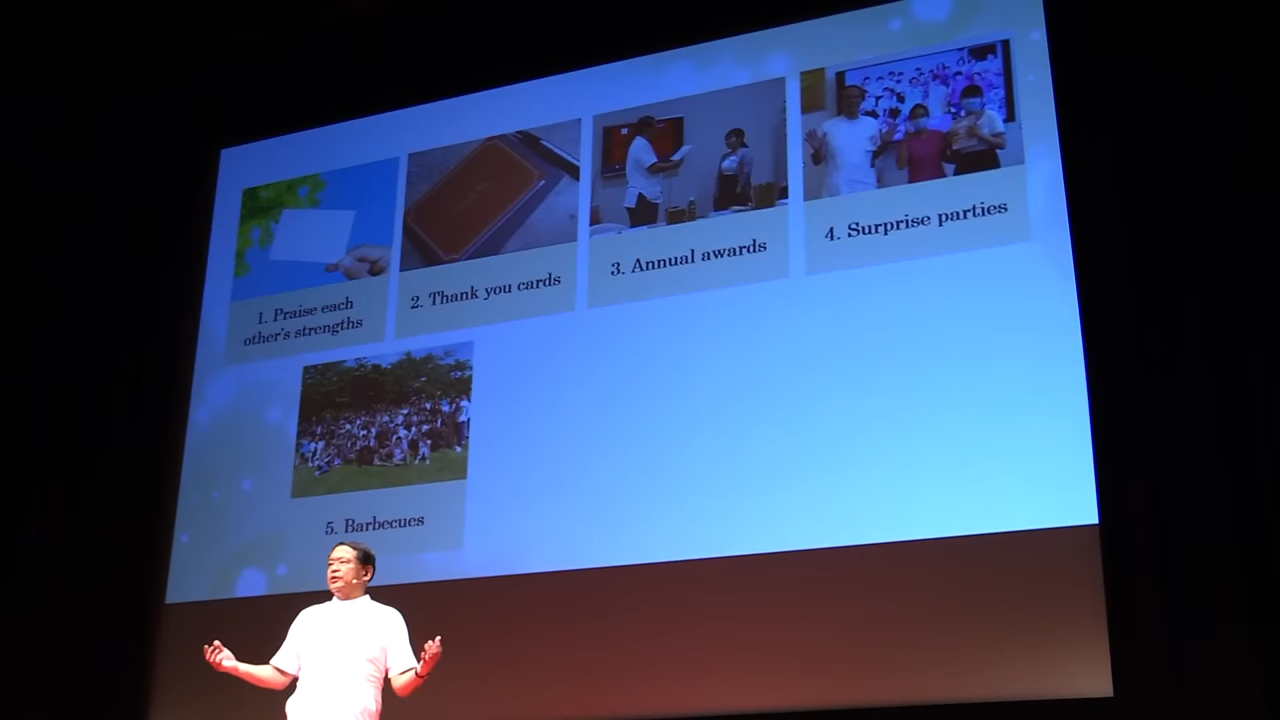 1. Praise each
other's strengths
2. Thank you cards
3. Annual awards
4. Surprise parties
5. Barbecues